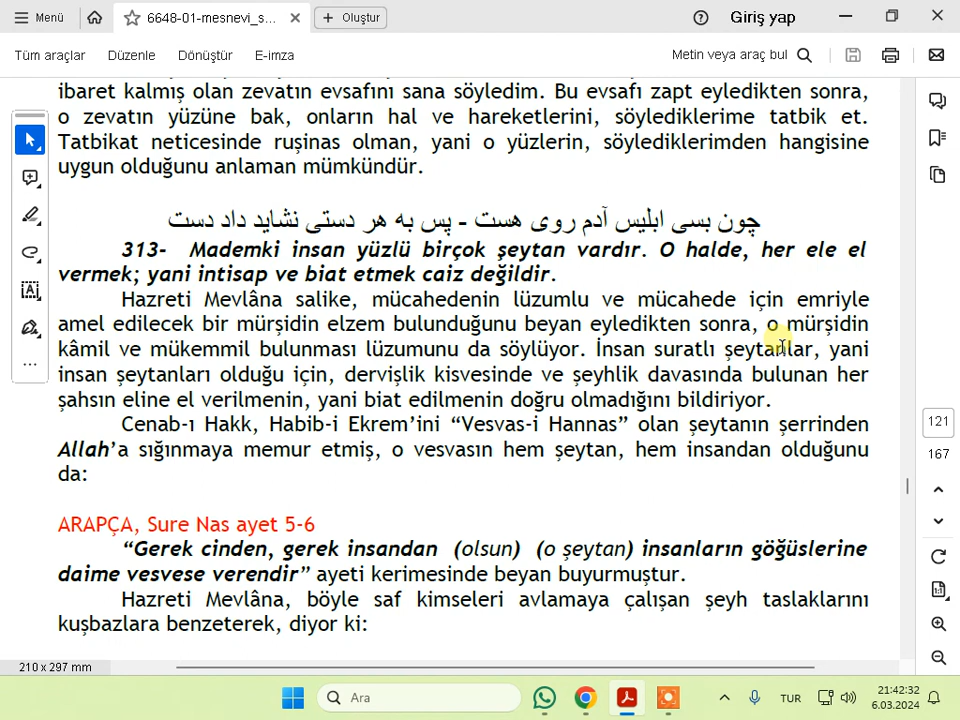 Menü
6648-01-mesnevi_s...
Oluştur
Giriş yap
Tüm araçlar
Düzenle
Dönüştür
E-imza
Metin veya araç bul
ibaret kalmış olan zevatın evsafını sana söyledim. Bu evsafı zapt eyledikten sonra,
o zevatın yüzüne bak, onların hal ve hareketlerini, söylediklerime tatbik et.
Tatbikat neticesinde ruşinas olman, yani o yüzlerin, söylediklerimden hangisine
uygun olduğunu anlaman mümkündür.
چون بسی ابلیس آدم روی هست - پس به هر دستی نشاید داد دست
313- Mademki insan yüzlü birçok şeytan vardır. O halde, her ele el
vermek; yani intisap ve biat etmek caiz değildir.
Hazreti Mevlâna salike, mücahedenin lüzumlu ve mücahede için emriyle
amel edilecek bir mürşidin elzem bulunduğunu beyan eyledikten sonra, o mürşidin
kâmil ve mükemmil bulunması lüzumunu da söylüyor. İnsan suratlı şeytanlar, yani
insan şeytanları olduğu için, dervişlik kisvesinde ve şeyhlik davasında bulunan her
şahsın eline el verilmenin, yani biat edilmenin doğru olmadığını bildiriyor.
Cenab-ı Hakk, Habib-i Ekrem’ini “Vesvas-i Hannas” olan şeytanın şerrinden
Allah’a sığınmaya memur etmiş, o vesvasın hem şeytan, hem insandan olduğunu
da:
ARAPÇA, Sure Nas ayet 5-6
“Gerek cinden, gerek insandan (olsun) (o şeytan) insanların göğüslerine
daime vesvese verendir” ayeti kerimesinde beyan buyurmuştur.
Hazreti Mevlâna, böyle saf kimseleri avlamaya çalışan şeyh taslaklarını
kuşbazlara benzeterek, diyor ki:
121
167
210 x 297 mm
Ara
TUR
21:42:32
6.03.2024